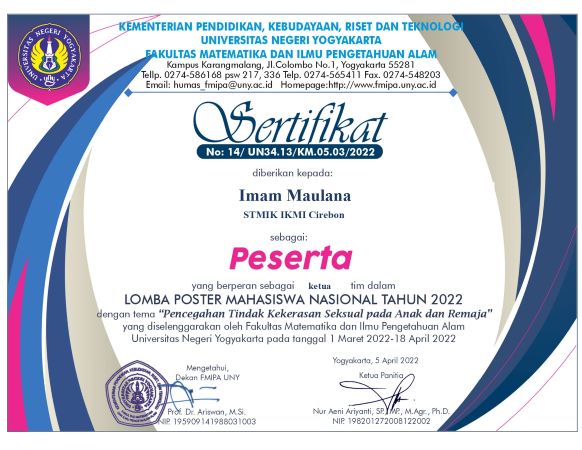 UNIVERSITAS NEGERI YOGYAKARTA
KEMENTERIAN PENDIDIKAN, KEBUDAYAAN, RISET DAN TEKNOLOGI
UNIVERSITAS NEGERI YOGYAKARTA
FAKULTAS MATEMATIKA DAN ILMU PENGETAHUAN ALAM
Kampus Karangmalang, Jl.Colombo No.1, Yogyakarta 55281
Tellp. 0274-586168 psw 217, 336 Telp. 0274-565411 Fax. 0274-548203
Email: humas_fmipa@uny.ac.id Homepage:http://www.fmipa.uny.ac.id
Sertifikat
No: 14/ UN34.13/KM.05.03/2022
diberikan kepada:
Imam Maulana
STMIK IKMI Cirebon
sebagai:
Peserta
yang berperan sebagai ketua tim dalam
LOMBA POSTER MAHASISWA NASIONAL TAHUN 2022
dengan tema "Pencegahan Tindak Kekerasan Seksual pada Anak dan Remaja"
yang diselenggarakan oleh Fakultas Matematika dan Ilmu Pengetahuan Alam
Universitas Negeri Yogyakarta pada tanggal 1 Maret 2022-18 April 2022
Yogyakarta, 5 April 2022
Mengetahui,
Dekan FMIPA UNY
Ketua Panitia
Prof. Dr. Ariswan, M.Si.
NIP. 195909141988031003
Nur Aeni Ariyanti, SP., MP., M.Agr., Ph.D.
NIP. 198201272008122002